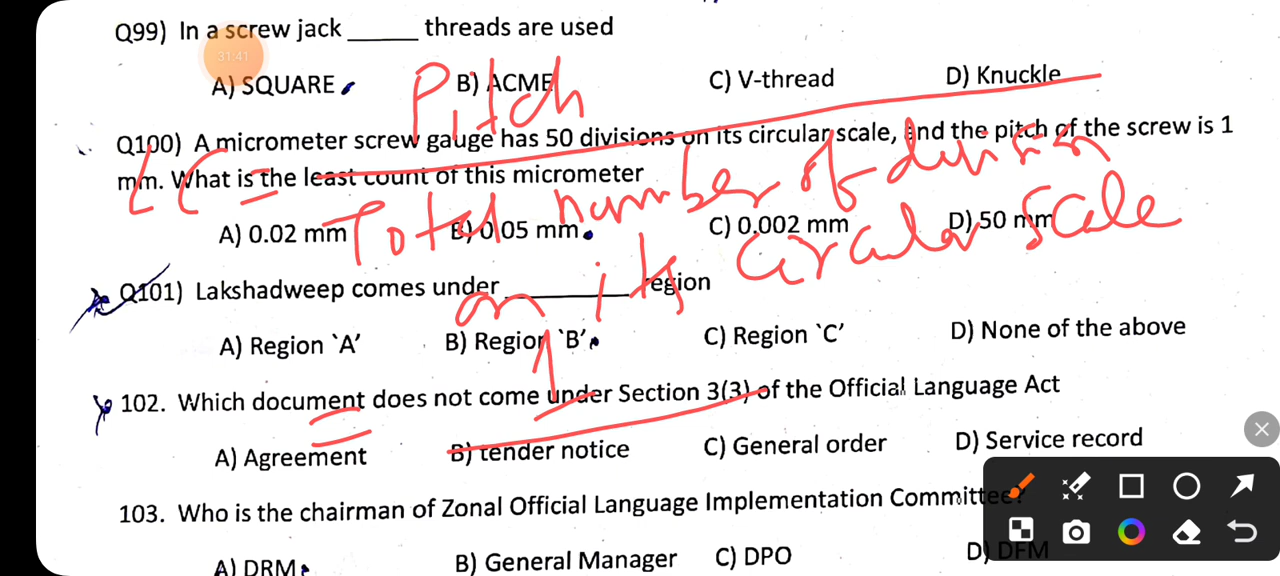 Q99) In a screw jack ______ threads are used
31:41
A) SQUARE B) ACME C) V-thread D) Knuckle
Pitch
Q100) A micrometer screw gauge has 50 divisions on its circular scale, and the pitch of the screw is 1
mm. What is the least count of this micrometer
LC = Total number of division
A) 0.02 mm B) 0.05 mm C) 0.002 mm D) 50 mm
on its circular scale
Q101) Lakshadweep comes under __________ region
A) Region `A’ B) Region `B’ C) Region `C’ D) None of the above
= 1
102. Which document does not come under Section 3(3) of the Official Language Act
A) Agreement B) tender notice C) General order D) Service record
103. Who is the chairman of Zonal Official Language Implementation Committee?
A) DRM B) General Manager C) DPO D) DFM